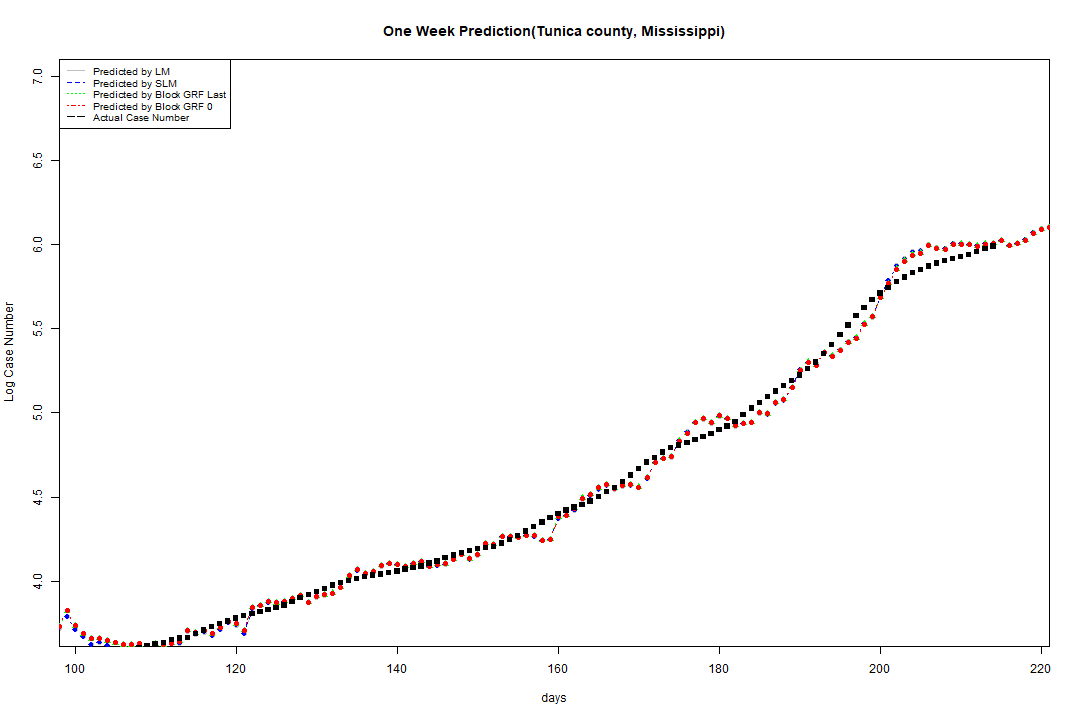 One Week Prediction(Tunica county, Mississippi)
Predicted by LM
Predicted by SLM
Predicted by Block GRF Last
Predicted by Block GRF 0
Actual Case Number
7.0
6.5
6.0
5.5
5.0
4.5
4.0
Log Case Number
100 120 140 160 180 200 220
days